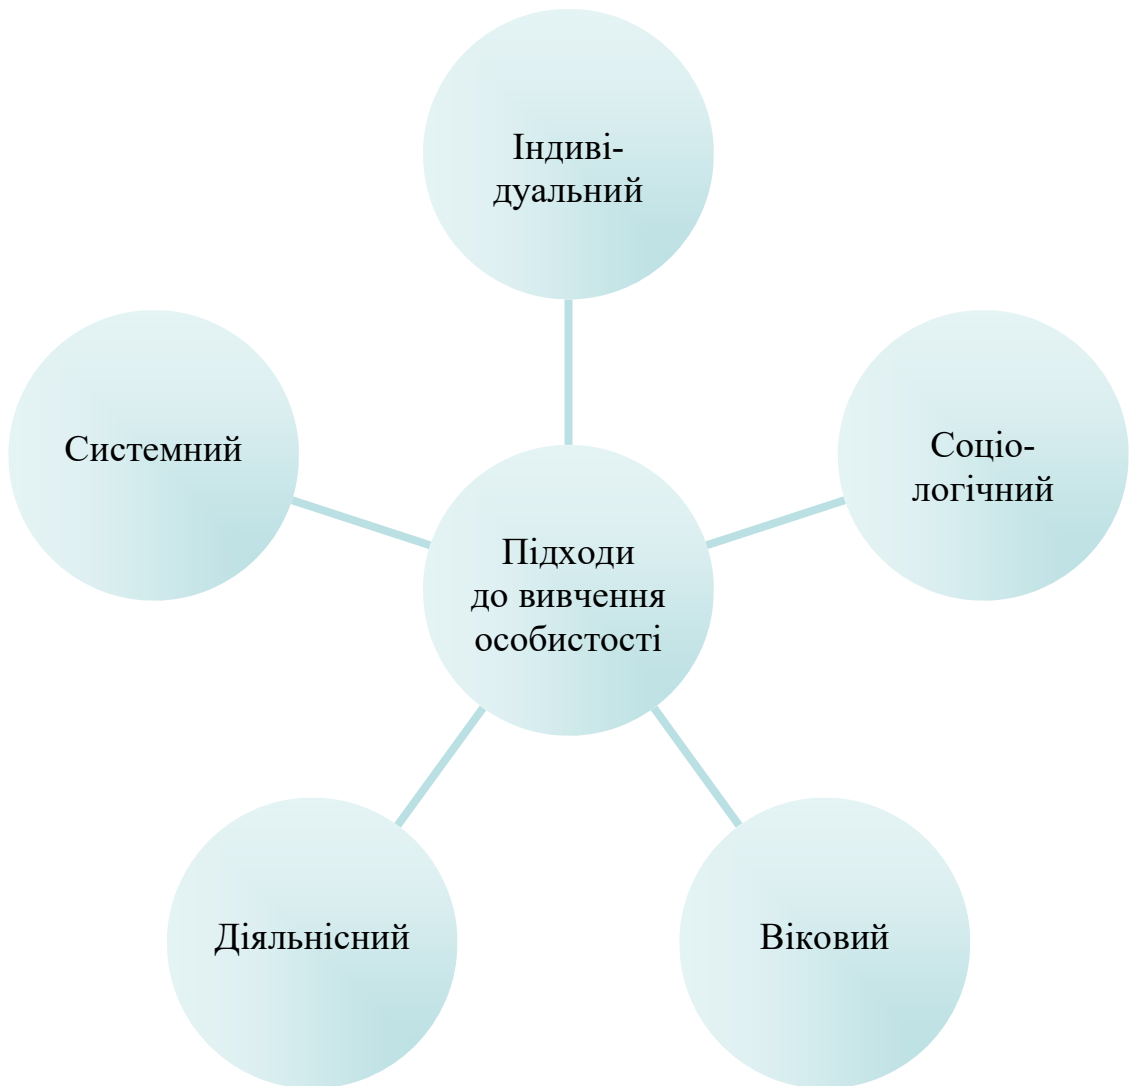 Індиві-
дуальний
Системний
Соціо-
логічний
Підходи
до вивчення
особистості
Діяльнісний
Віковий